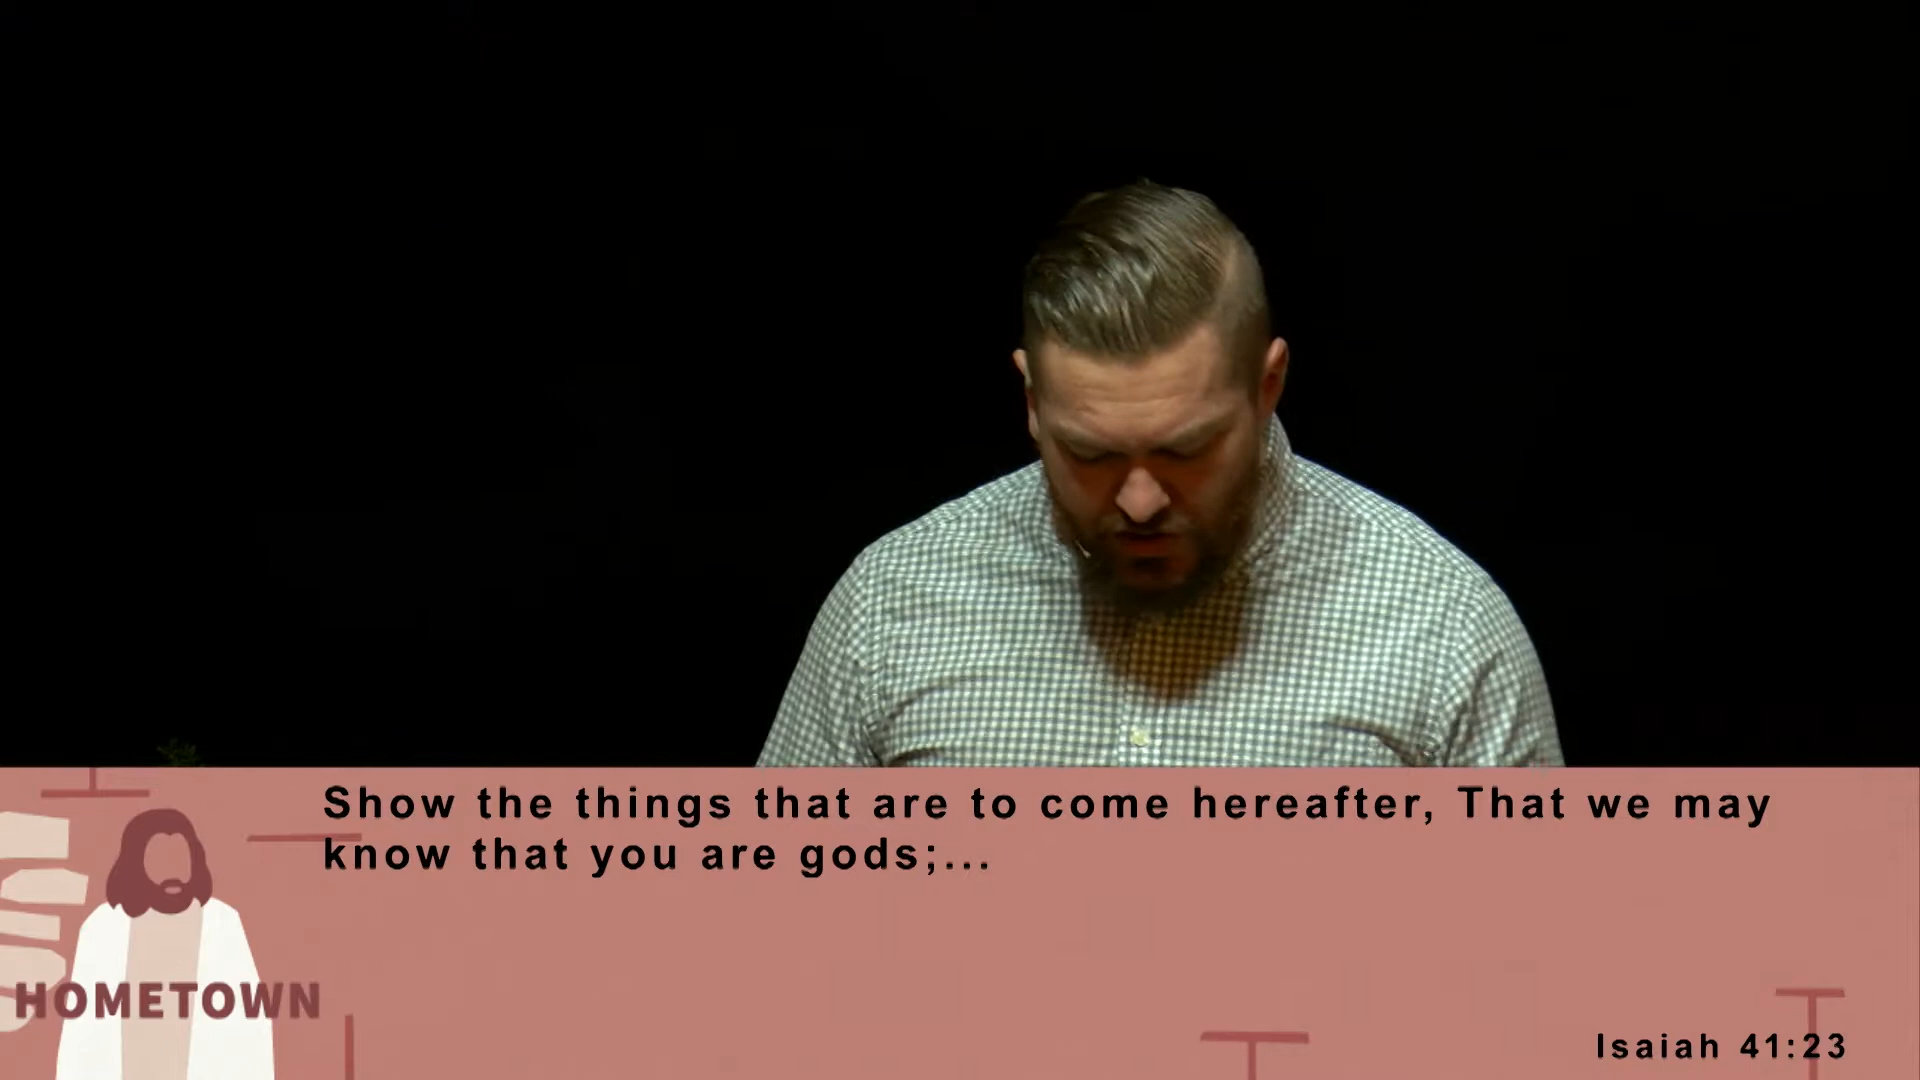 Show the things that are to come hereafter, That we may
know that you are gods;...
HOMETOWN
Isaiah 41:23